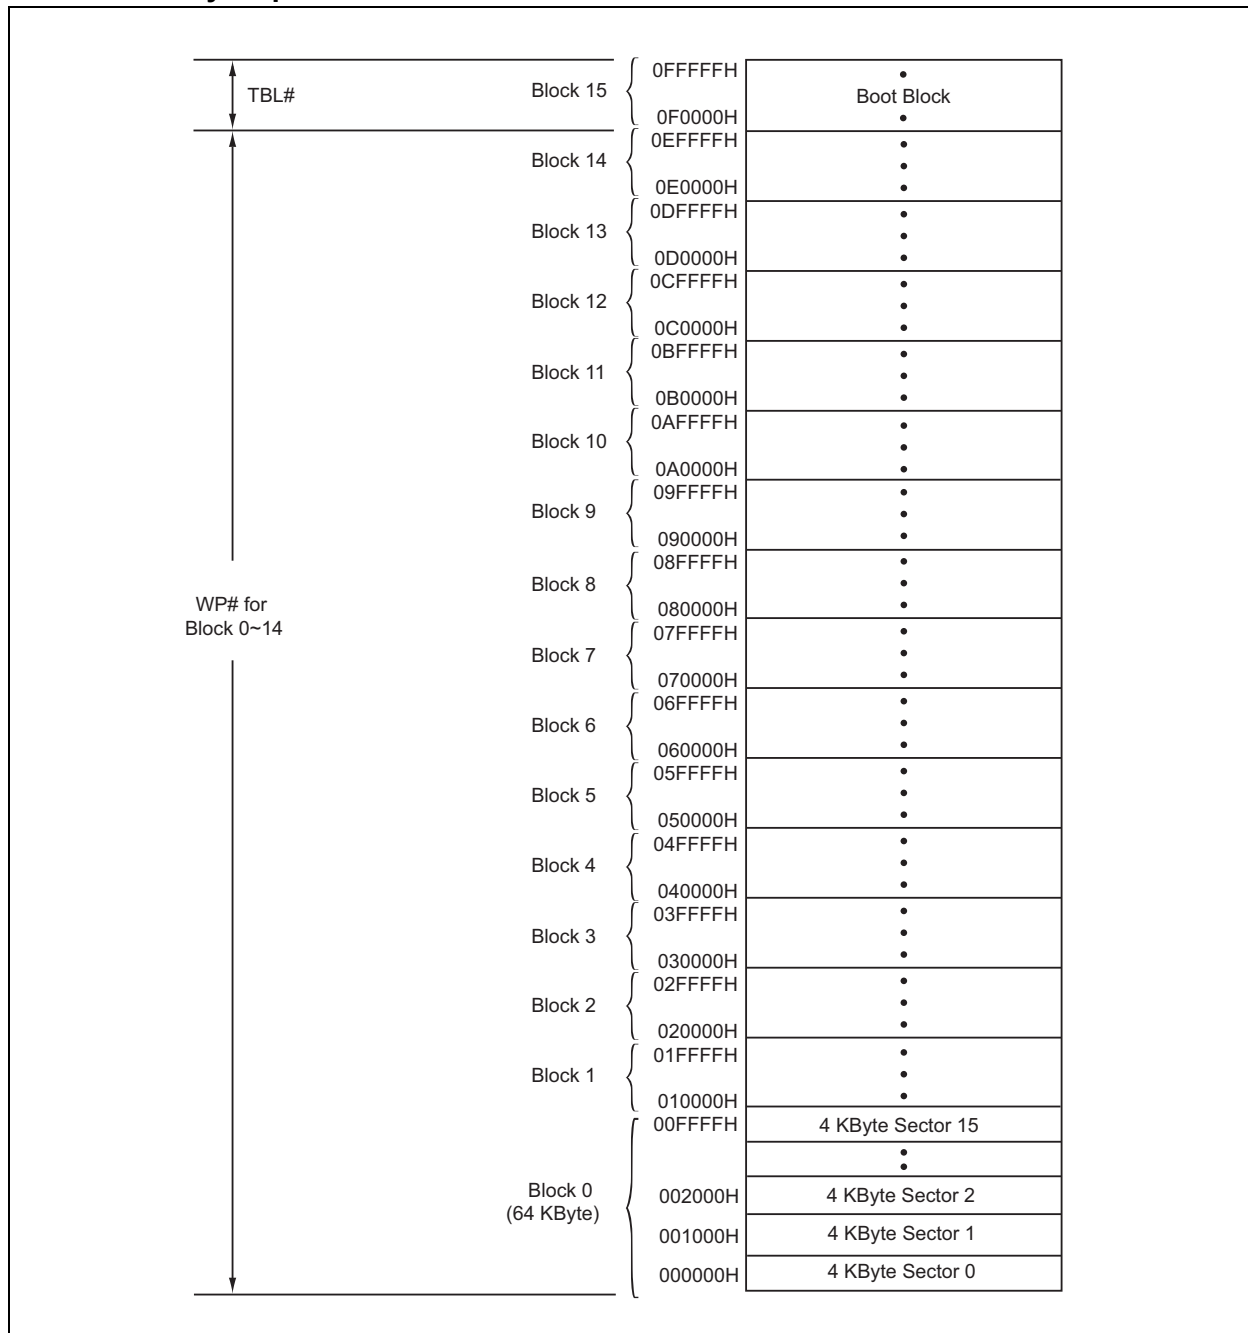 TBL#
Block 15
0FFFFFH
0F0000H
Boot Block
Block 14
0EFFFFH
0E0000H
Block 13
0DFFFFH
0D0000H
Block 12
0CFFFFH
0C0000H
Block 11
0BFFFFH
0B0000H
Block 10
0AFFFFH
0A0000H
Block 9
09FFFFH
090000H
Block 8
08FFFFH
080000H
WP# for
Block 0~14
Block 7
07FFFFH
070000H
Block 6
06FFFFH
060000H
Block 5
05FFFFH
050000H
Block 4
04FFFFH
040000H
Block 3
03FFFFH
030000H
Block 2
02FFFFH
020000H
Block 1
01FFFFH
010000H
Block 0
(64 KByte)
00FFFFH
4 KByte Sector 15
002000H
4 KByte Sector 2
001000H
4 KByte Sector 1
000000H
4 KByte Sector 0